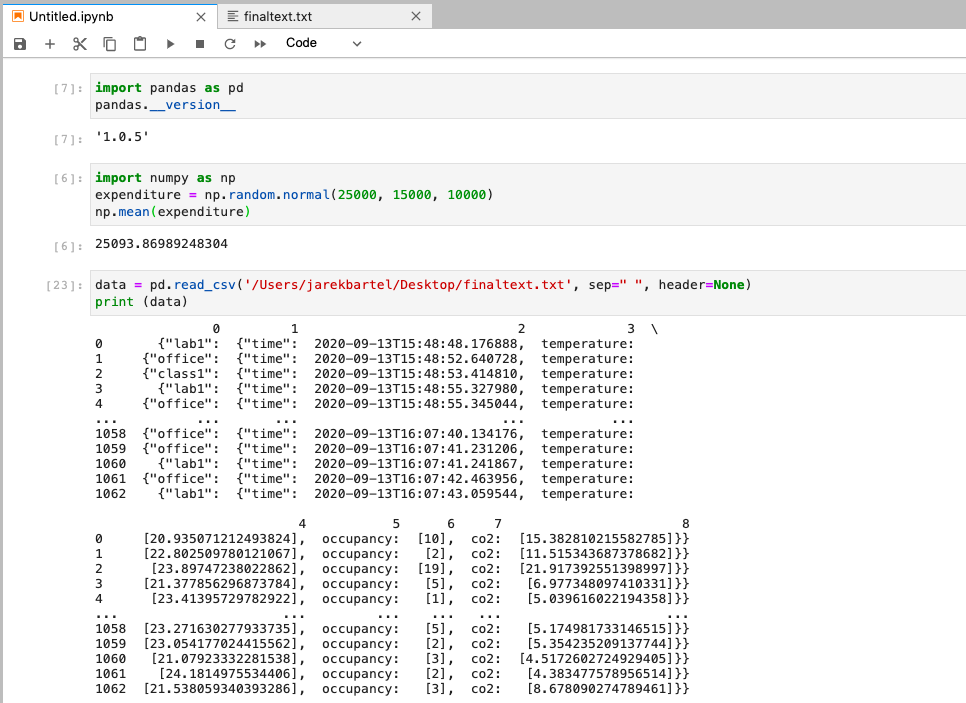 Untitled.ipynb
finaltext.txt
Code
[7]:
import pandas as pd
pandas.__version__
[7]:
'1.0.5'
[6]:
import numpy as np
expenditure = np.random.normal(25000, 15000, 10000)
np.mean(expenditure)
[6]:
25093.86989248304
[23]:
data = pd.read_csv('/Users/jarekbartel/Desktop/finaltext.txt', sep=" ", header=None)
print (data)
0 1 2 3 \
0 {"lab1": {"time": 2020-09-13T15:48:48.176888, temperature:
1 {"office": {"time": 2020-09-13T15:48:52.640728, temperature:
2 {"class1": {"time": 2020-09-13T15:48:53.414810, temperature:
3 {"lab1": {"time": 2020-09-13T15:48:55.327980, temperature:
4 {"office": {"time": 2020-09-13T15:48:55.345044, temperature:
... ... ... ... ...
1058 {"office": {"time": 2020-09-13T16:07:40.134176, temperature:
1059 {"office": {"time": 2020-09-13T16:07:41.231206, temperature:
1060 {"lab1": {"time": 2020-09-13T16:07:41.241867, temperature:
1061 {"office": {"time": 2020-09-13T16:07:42.463956, temperature:
1062 {"lab1": {"time": 2020-09-13T16:07:43.059544, temperature:
4 5 6 7 8
0 [20.935071212493824], occupancy: [10], co2: [15.382810215582785]}}
1 [22.802509780121067], occupancy: [2], co2: [11.515343687378682]}}
2 [23.89747238022862], occupancy: [19], co2: [21.917392551398997]}}
3 [21.377856296873784], occupancy: [5], co2: [6.977348097410331]}}
4 [23.41395729782922], occupancy: [1], co2: [5.039616022194358]}}
... ... ... ... ... ...
1058 [23.271630277933735], occupancy: [5], co2: [5.174981733146515]}}
1059 [23.054177024415562], occupancy: [2], co2: [5.354235209137744]}}
1060 [21.07923332281538], occupancy: [3], co2: [4.5172602724929405]}}
1061 [24.1814975534406], occupancy: [2], co2: [4.383477578956514]}}
1062 [21.538059340393286], occupancy: [3], co2: [8.678090274789461]}}